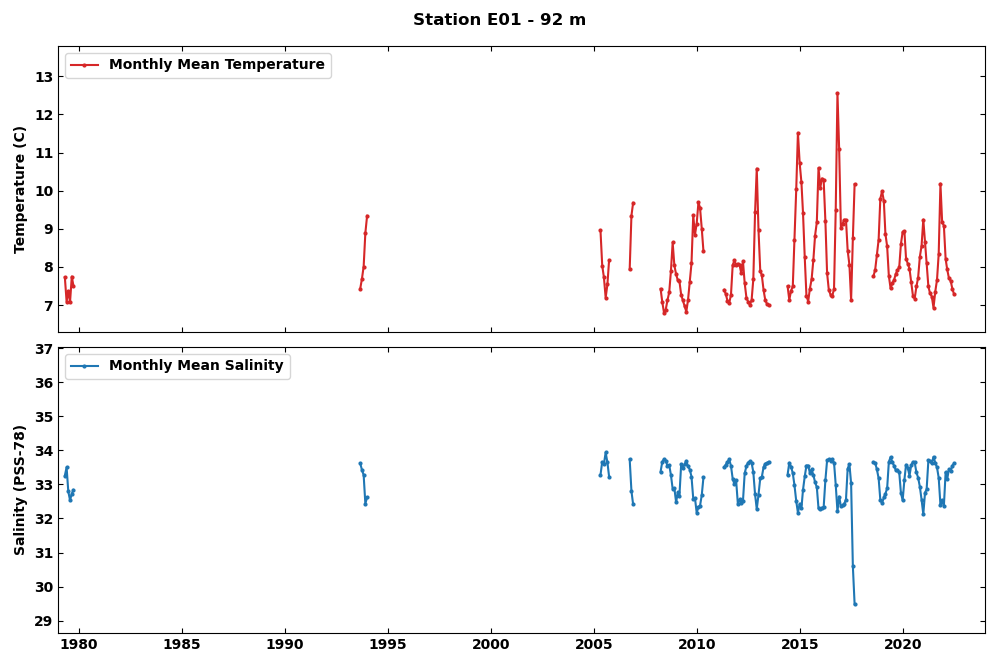 Station E01 - 92 m
Monthly Mean Temperature
Temperature (C)
13
12
11
10
9
8
7
Monthly Mean Salinity
Salinity (PSS-78)
37
36
35
34
33
32
31
30
29
1980 1985 1990 1995 2000 2005 2010 2015 2020